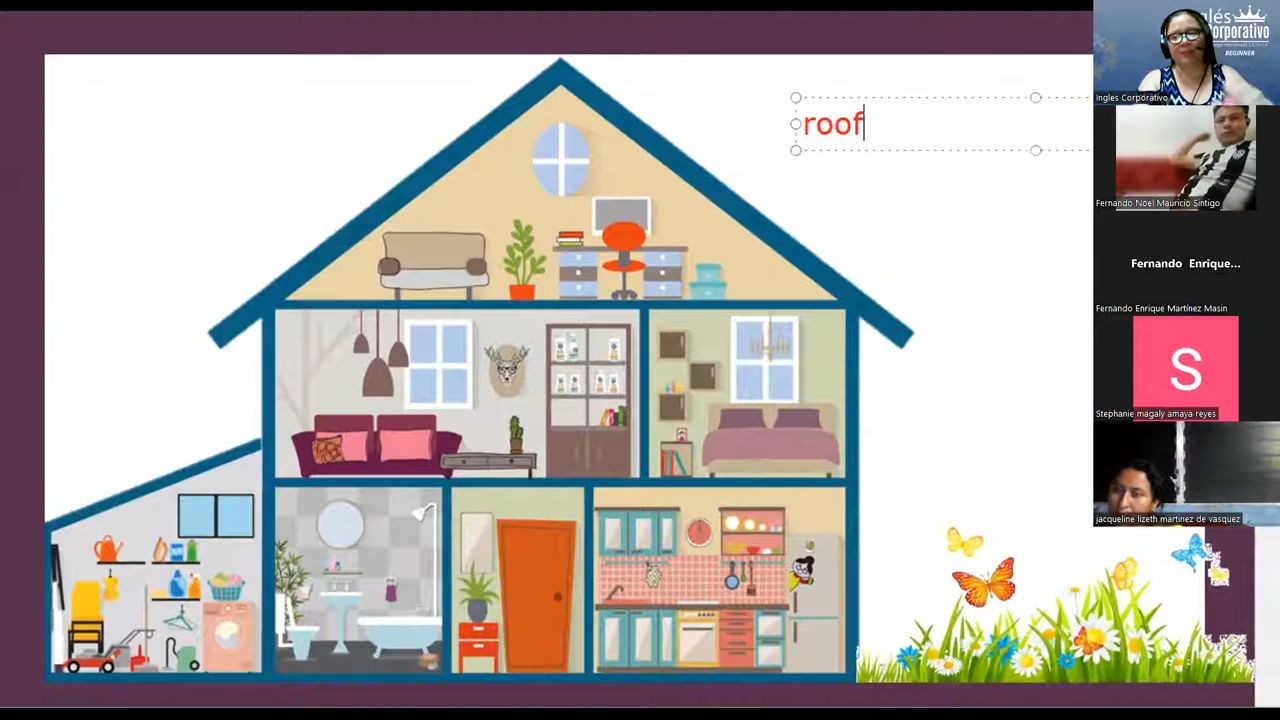 roof
Inglés
Corporativo
BEGINNER
Ingles Corporativo
Fernando Noel Mauricio Sintigo
Fernando Enrique...
Fernando Enrique Martínez Masin
S
Stephanie magaly amaya reyes
jacqueline lizeth martinez de vasquez